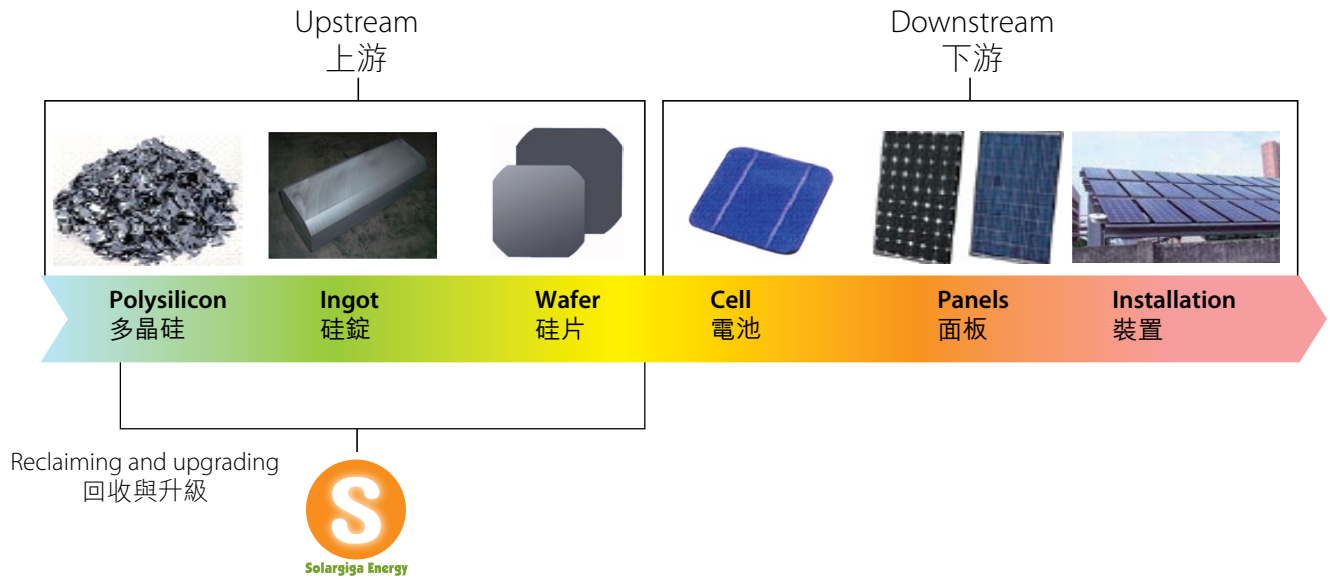 Upstream
上游
Downstream
下游
Polysilicon
多晶硅
Ingot
硅錠
Wafer
硅片
Cell
電池
Panels
面板
Installation
裝置
Reclaiming and upgrading
回收與升級
S
Solargiga Energy